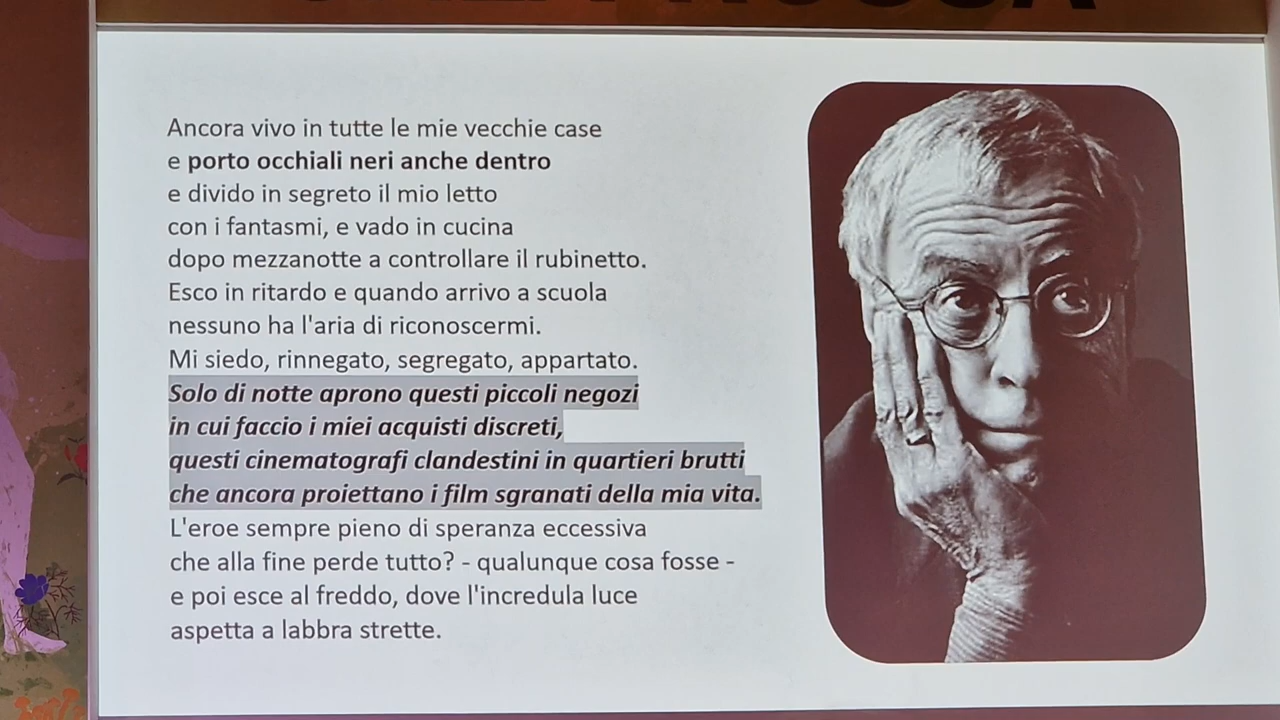 Ancora vivo in tutte le mie vecchie case
e porto occhiali neri anche dentro
e divido in segreto il mio letto
con i fantasmi, e vado in cucina
dopo mezzanotte a controllare il rubinetto.
Esco in ritardo e quando arrivo a scuola
nessuno ha l'aria di riconoscermi.
Mi siedo, rinnegato, segregato, appartato.
Solo di notte aprono questi piccoli negozi
in cui faccio i miei acquisti discreti,
questi cinematografi clandestini in quartieri brutti
che ancora proiettano i film sgranati della mia vita.
L'eroe sempre pieno di speranza eccessiva
che alla fine perde tutto? - qualunque cosa fosse -
e poi esce al freddo, dove l'incredula luce
aspetta a labbra strette.